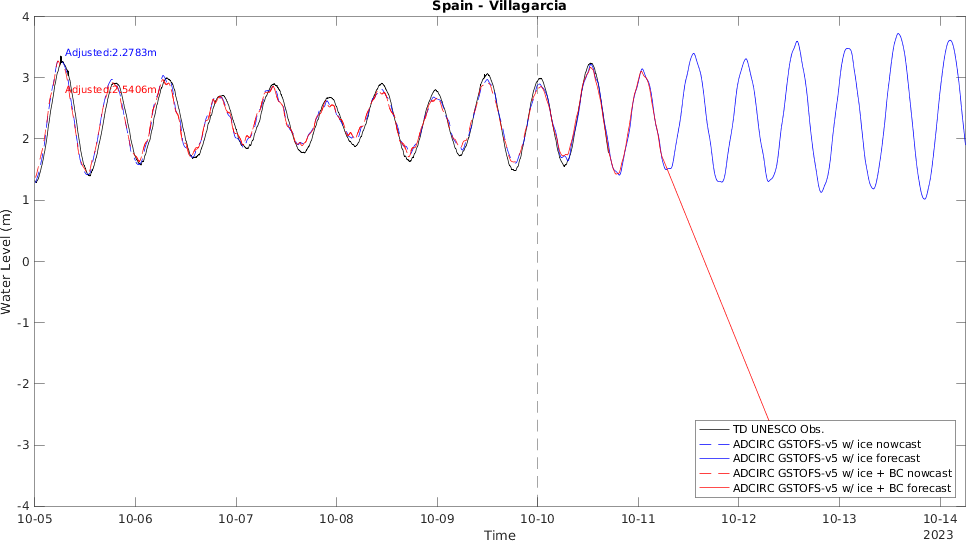 Spain - Villagarcia
4
3
2
1
0
-1
-2
-3
-4
Water Level (m)
Adjusted:2.2783m
Adjusted:2.5406m
TD UNESCO Obs.
ADCIRC GSTOFS-v5 w/ ice nowcast
ADCIRC GSTOFS-v5 w/ ice forecast
ADCIRC GSTOFS-v5 w/ ice + BC nowcast
ADCIRC GSTOFS-v5 w/ ice + BC forecast
10-05 10-06 10-07 10-08 10-09 10-10 10-11 10-12 10-13 10-14
Time
2023